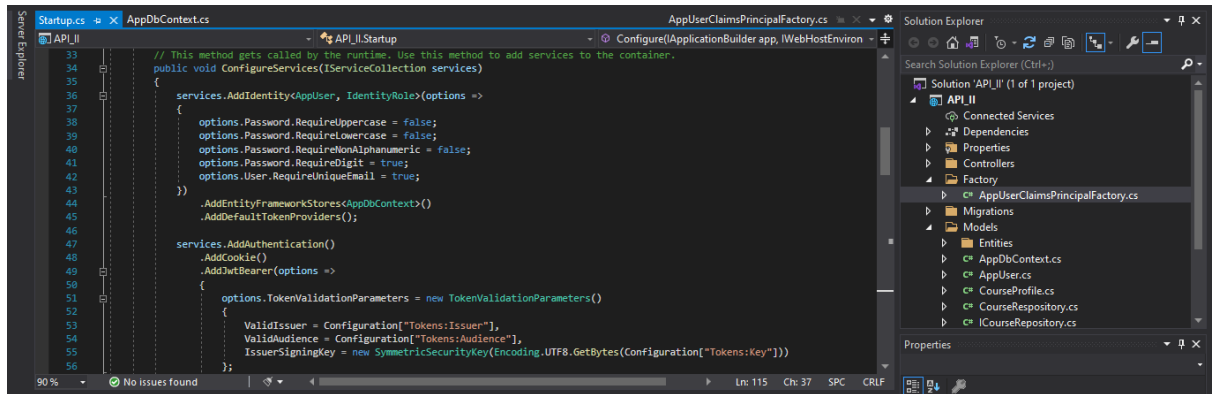 Server Explorer
Startup.cs
AppDbContext.cs
AppUserClaimsPrincipalFactory.cs
API_II
API_II.Startup
Configure(IApplicationBuilder app, IWebHostEnviron
33 // This method gets called by the runtime. Use this method to add services to the container.
34 public void ConfigureServices(IServiceCollection services)
35 {
36 services.AddIdentity<AppUser, IdentityRole>(options =>
37 {
38 options.Password.RequireUppercase = false;
39 options.Password.RequireLowercase = false;
40 options.Password.RequireNonAlphanumeric = false;
41 options.Password.RequireDigit = true;
42 options.User.RequireUniqueEmail = true;
43 })
44 .AddEntityFrameworkStores<AppDbContext>()
45 .AddDefaultTokenProviders();
46
47 services.AddAuthentication()
48 .AddCookie()
49 .AddJwtBearer(options =>
50 {
51 options.TokenValidationParameters = new TokenValidationParameters()
52 {
53 ValidIssuer = Configuration["Tokens:Issuer"],
54 ValidAudience = Configuration["Tokens:Audience"],
55 IssuerSigningKey = new SymmetricSecurityKey(Encoding.UTF8.GetBytes(Configuration["Tokens:Key"]))
56 };
90 %
No issues found
Ln: 115 Ch: 37 SPC CRLF
Solution Explorer
Search Solution Explorer (Ctrl+;)
Solution 'API_II' (1 of 1 project)
API_II
Connected Services
Dependencies
Properties
Controllers
Factory
C# AppUserClaimsPrincipalFactory.cs
Migrations
Models
Entities
C# AppDbContext.cs
C# AppUser.cs
C# CourseProfile.cs
C# CourseRespository.cs
C# ICourseRepository.cs
Properties